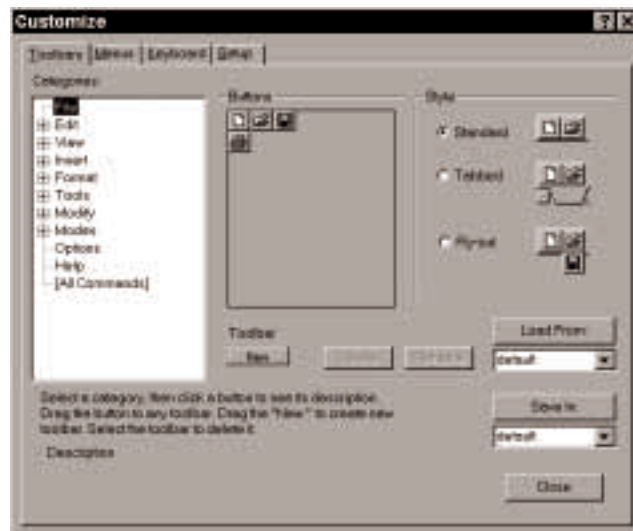 Customize
Toolbars Menus Keyboard Setup
Categories:
File
Edit
View
Insert
Format
Tools
Modify
Modes
Options
Help
[All Commands]
Buttons
Style
Standard
Tabbed
Fly-out
Toolbar
New
Load From:
default
Save In:
default
Select a category, then click a button to see its description.
Drag the button to any toolbar. Drag the "New" to create new
toolbar. Select the toolbar to delete it.
Description
Close